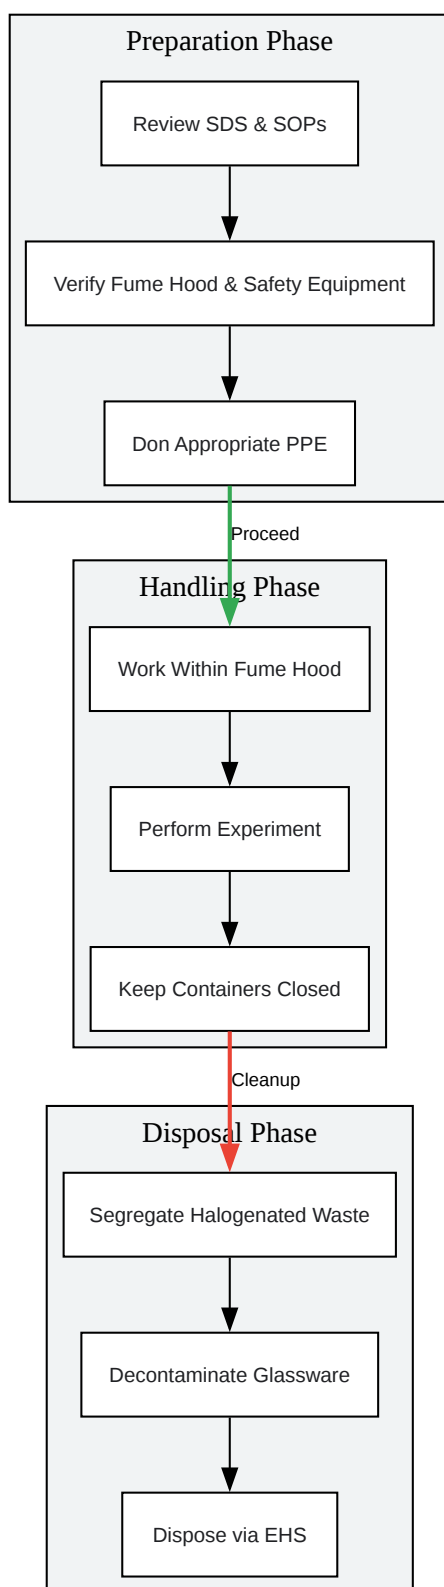 Preparation Phase
Review SDS & SOPs
Verify Fume Hood & Safety Equipment
Don Appropriate PPE
Proceed
Handling Phase
Work Within Fume Hood
Perform Experiment
Keep Containers Closed
Cleanup
Disposal Phase
Segregate Halogenated Waste
Decontaminate Glassware
Dispose via EHS